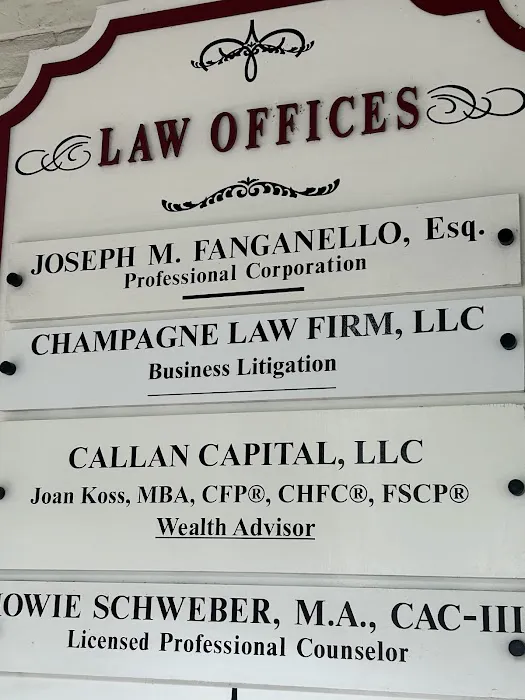 LAW OFFICES
JOSEPH M. FANGANELLO, Esq.
Professional Corporation
CHAMPAGNE LAW FIRM, LLC
Business Litigation
CALLAN CAPITAL, LLC
Joan Koss, MBA, CFP®, CHFC®, FSCP®
Wealth Advisor
HOWIE SCHWEBER, M.A., CAC-III
Licensed Professional Counselor